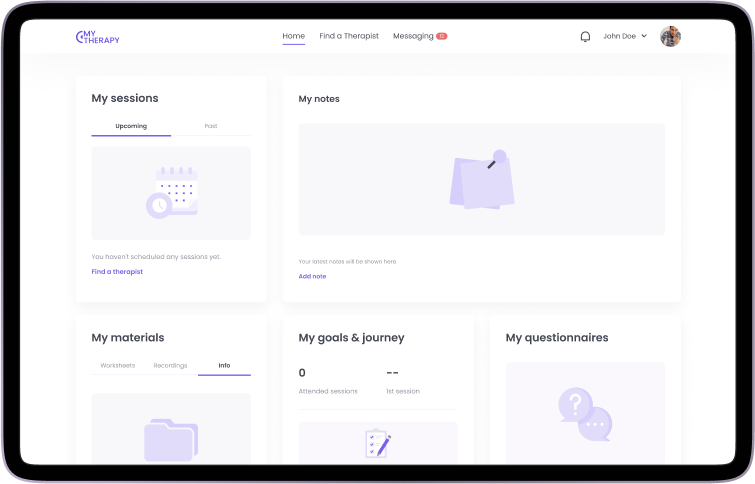 MY
THERAPY
Home Find a Therapist Messaging
John Doe
My sessions
Upcoming Past
You haven't scheduled any sessions yet.
Find a therapist
My notes
Your latest notes will be shown here.
Add note
My materials
Worksheets Recordings Info
My goals & journey
0 --
Attended sessions 1st session
My questionnaires
?